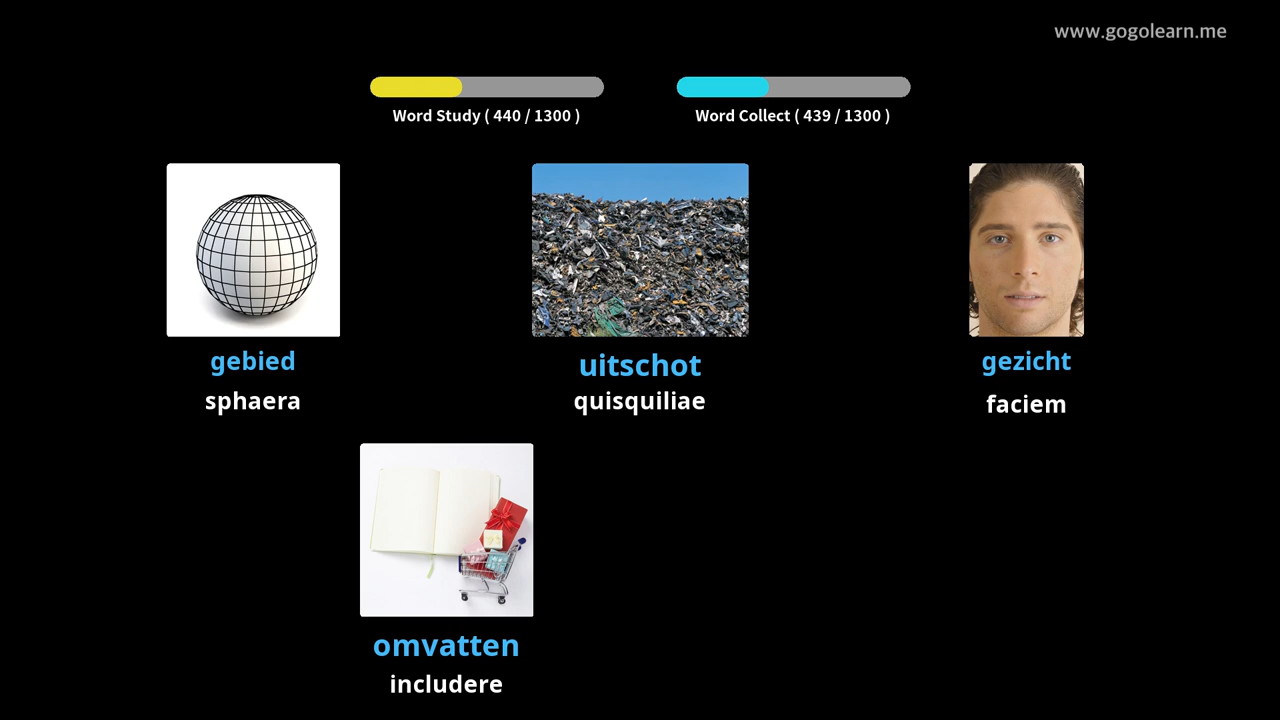 www.gogolearn.me
Word Study ( 440 / 1300 )
Word Collect ( 439 / 1300 )
gebied
sphaera
uitschot
quisquiliae
gezicht
faciem
omvatten
includere